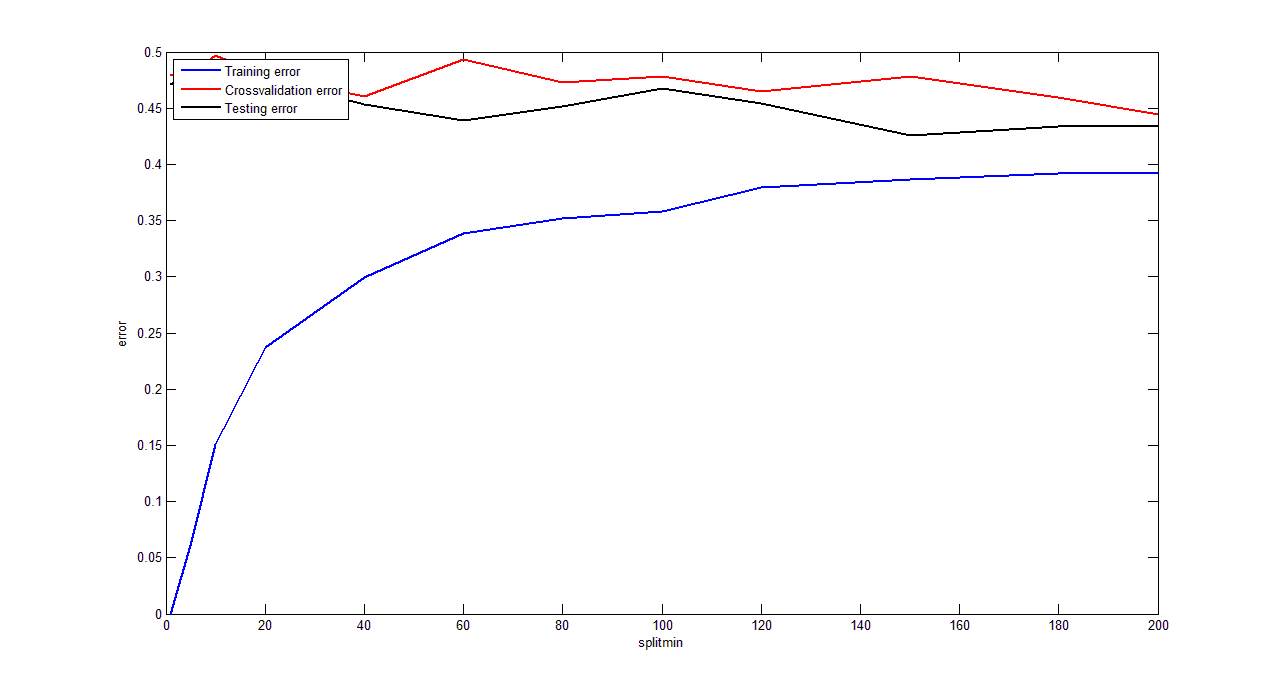 0.5
0.45
0.4
0.35
0.3
0.25
0.2
0.15
0.1
0.05
0
error
Training error
Crossvalidation error
Testing error
0 20 40 60 80 100 120 140 160 180 200
splitmin